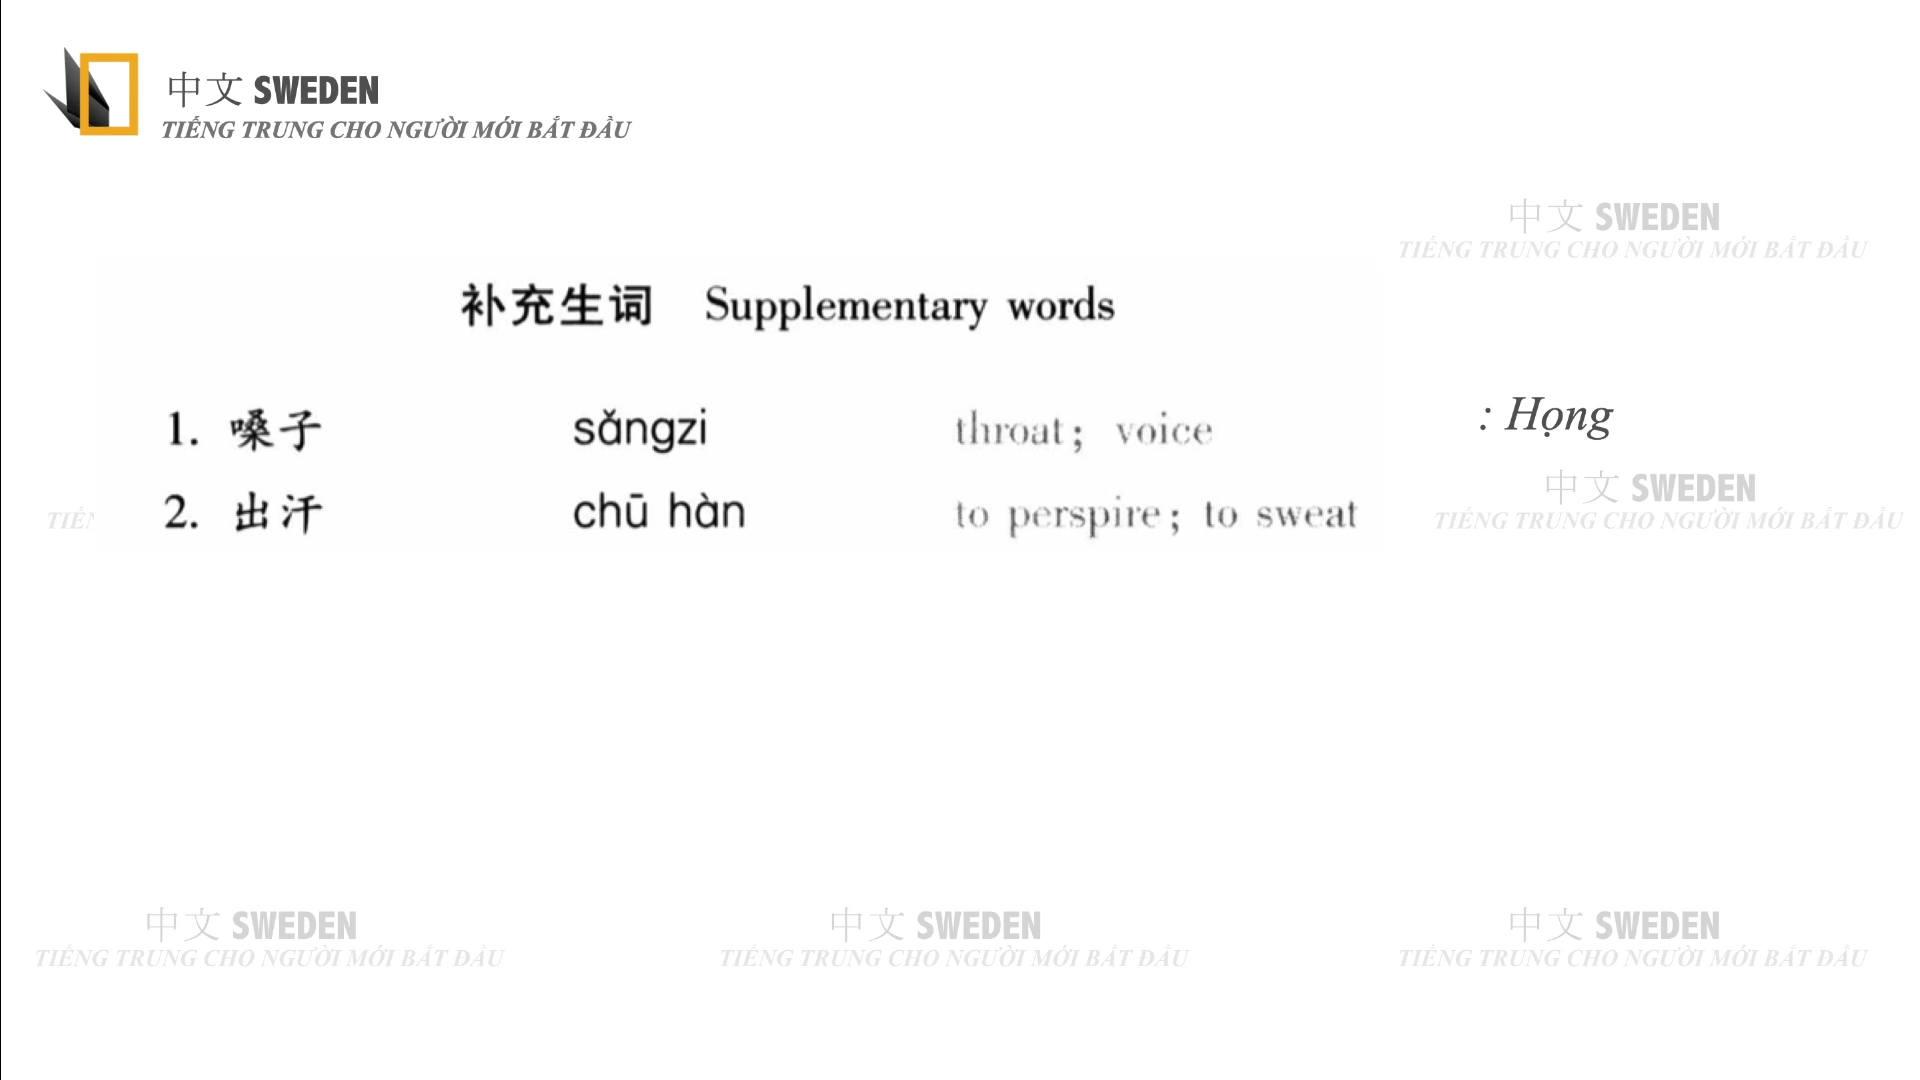 中文 SWEDEN
TIẾNG TRUNG CHO NGƯỜI MỚI BẮT ĐẦU
中文 SWEDEN
TIẾNG TRUNG CHO NGƯỜI MỚI BẮT ĐẦU
补充生词 Supplementary words
1. 嗓子 sǎngzi throat; voice : Họng
中文 SWEDEN
2. 出汗 chū hàn to perspire; to sweat
TIẾN
TIẾNG TRUNG CHO NGƯỜI MỚI BẮT ĐẦU
中文 SWEDEN 中文 SWEDEN 中文 SWEDEN
TIẾNG TRUNG CHO NGƯỜI MỚI BẮT ĐẦU TIẾNG TRUNG CHO NGƯỜI MỚI BẮT ĐẦU TIẾNG TRUNG CHO NGƯỜI MỚI BẮT ĐẦU